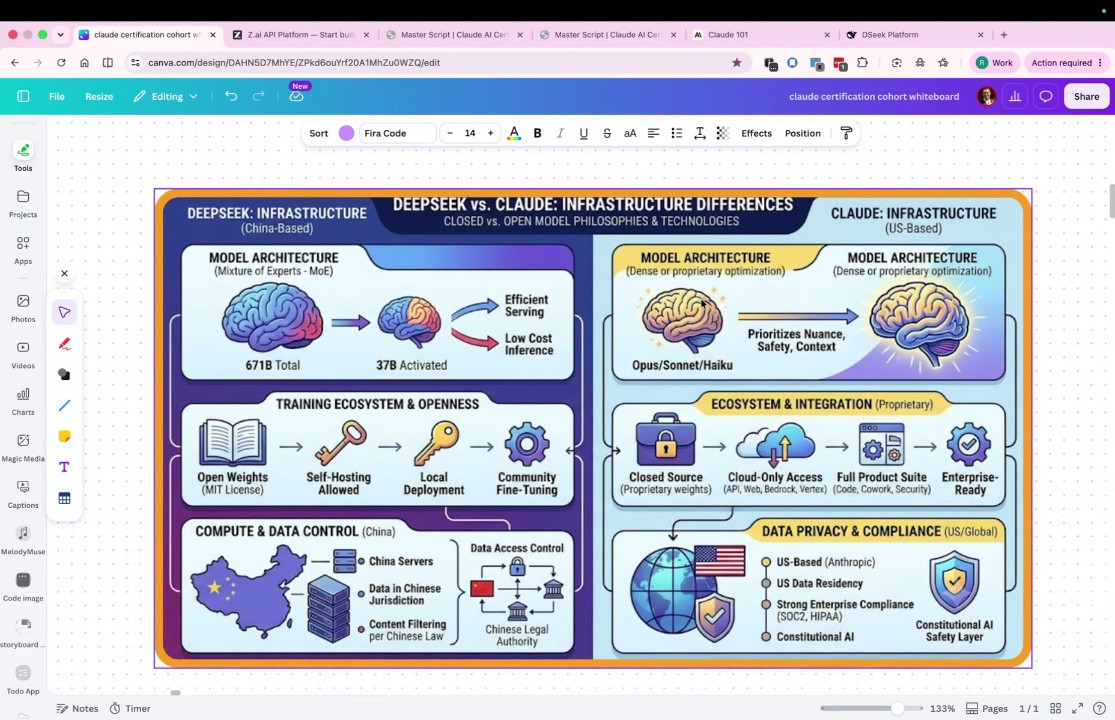 claude certification cohort wh
Z.ai API Platform — Start buil
Master Script | Claude AI Cer
Master Script | Claude AI Cer
Claude 101
DSeek Platform
canva.com/design/DAHN5D7MhYE/ZPkd6ouYrf20A1MhZu0WZQ/edit
R Work
Action required
File
Resize
Editing
New
claude certification cohort whiteboard
Share
Sort
Fira Code
– 14 +
A B I U S aA
Effects
Position
Tools
Projects
Apps
Photos
Videos
Charts
Magic Media
Captions
MelodyMuse
Code image
storyboard ...
Todo App
DEEPSEEK: INFRASTRUCTURE
(China-Based)
DEEPSEEK vs. CLAUDE: INFRASTRUCTURE DIFFERENCES
CLOSED vs. OPEN MODEL PHILOSOPHIES & TECHNOLOGIES
CLAUDE: INFRASTRUCTURE
(US-Based)
MODEL ARCHITECTURE
(Mixture of Experts - MoE)
671B Total
37B Activated
Efficient
Serving
Low Cost
Inference
TRAINING ECOSYSTEM & OPENNESS
Open Weights
(MIT License)
Self-Hosting
Allowed
Local
Deployment
Community
Fine-Tuning
COMPUTE & DATA CONTROL (China)
China Servers
Data in Chinese
Jurisdiction
Content Filtering
per Chinese Law
Data Access Control
Chinese Legal
Authority
MODEL ARCHITECTURE
(Dense or proprietary optimization)
MODEL ARCHITECTURE
(Dense or proprietary optimization)
Opus/Sonnet/Haiku
Prioritizes Nuance,
Safety, Context
ECOSYSTEM & INTEGRATION (Proprietary)
Closed Source
(Proprietary weights)
Cloud-Only Access
(API, Web, Bedrock, Vertex)
Full Product Suite
(Code, Cowork, Security)
Enterprise-
Ready
DATA PRIVACY & COMPLIANCE (US/Global)
US-Based (Anthropic)
US Data Residency
Strong Enterprise Compliance
(SOC2, HIPAA)
Constitutional AI
Constitutional AI
Safety Layer
Notes
Timer
133%
Pages
1 / 1